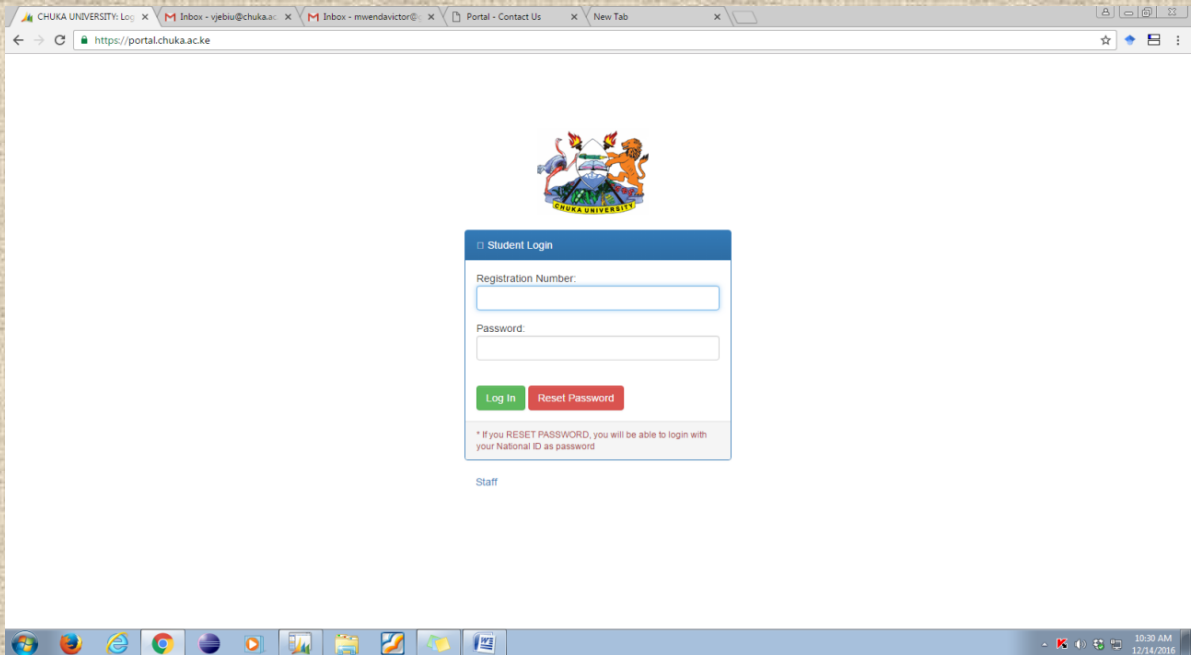 CHUKA UNIVERSITY: Log
Inbox - vjebiu@chuka.ac.
Inbox - mwendavictor@
Portal - Contact Us
New Tab
https://portal.chuka.ac.ke
CHUKA UNIVERSITY
Student Login
Registration Number:
Password:
Log In
Reset Password
* If you RESET PASSWORD, you will be able to login with
your National ID as password
Staff
10:30 AM
12/14/2016